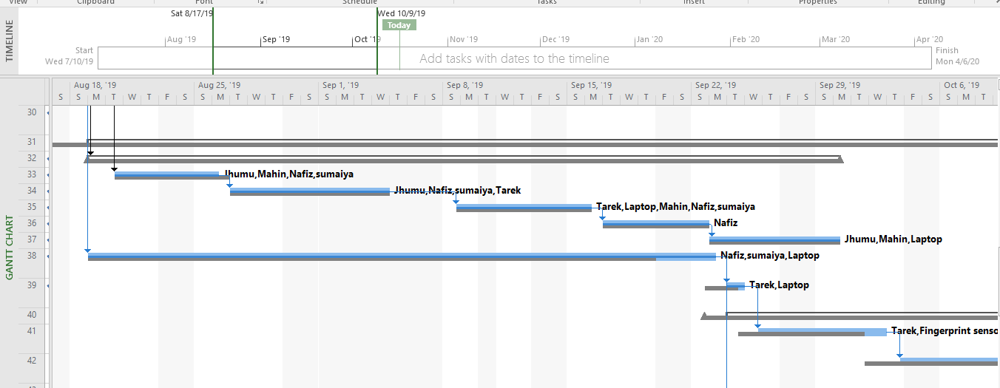 View Clipboard Font Schedule Tasks Insert Properties Editing
Sat 8/17/19 Wed 10/9/19
Today
TIMELINE
Aug '19 Sep '19 Oct '19 Nov '19 Dec '19 Jan '20 Feb '20 Mar '20 Apr '20
Start
Wed 7/10/19
Add tasks with dates to the timeline
Finish
Mon 4/6/20
Aug 18, '19 Aug 25, '19 Sep 1, '19 Sep 8, '19 Sep 15, '19 Sep 22, '19 Sep 29, '19 Oct 6, '19
S S M T W T F S S M T W T F S S M T W T F S S M T W T F S S M T W T F S S M T W T F S S M T W T F S S M T
GANTT CHART
30
31
32
33 Jhumu,Mahin,Nafiz,sumaiya
34 Jhumu,Nafiz,sumaiya,Tarek
35 Tarek,Laptop,Mahin,Nafiz,sumaiya
36 Nafiz
37 Jhumu,Mahin,Laptop
38 Nafiz,sumaiya,Laptop
39 Tarek,Laptop
40
41 Tarek,Fingerprint senso
42